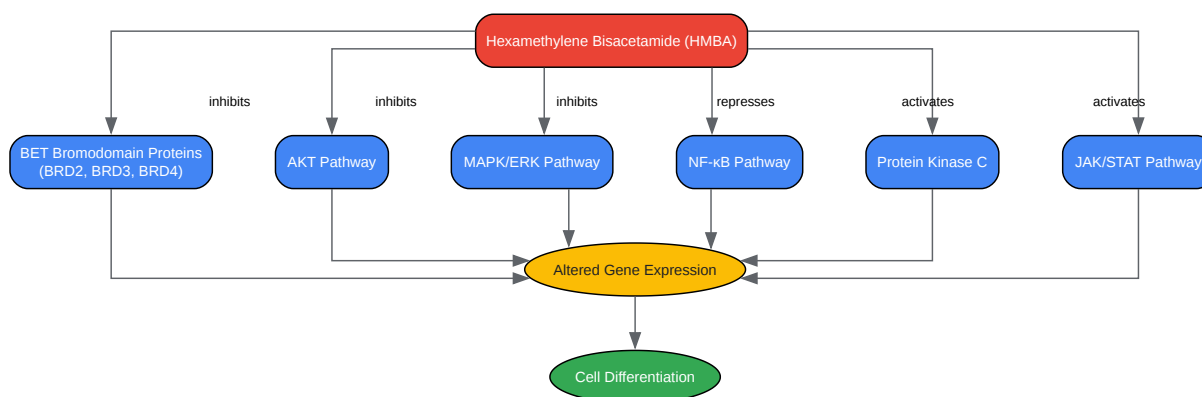 Hexamethylene Bisacetamide (HMBA)
inhibits
inhibits
inhibits
represses
activates
activates
BET Bromodomain Proteins
(BRD2, BRD3, BRD4)
AKT Pathway
MAPK/ERK Pathway
NF-κB Pathway
Protein Kinase C
JAK/STAT Pathway
Altered Gene Expression
Cell Differentiation